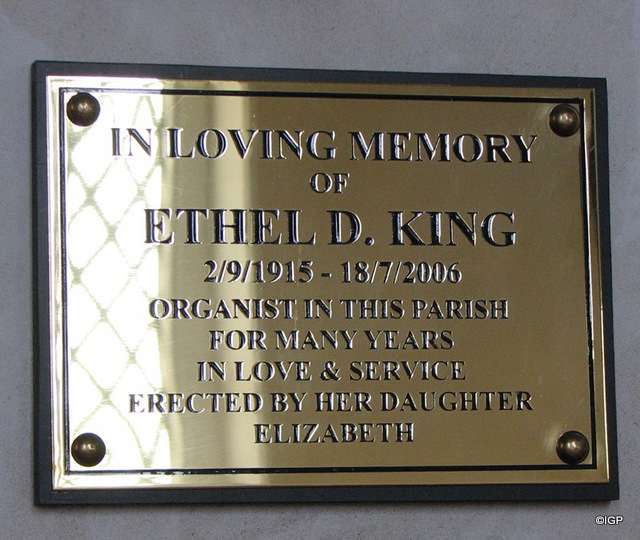 IN LOVING MEMORY
OF
ETHEL D. KING
2/9/1915 - 18/7/2006
ORGANIST IN THIS PARISH
FOR MANY YEARS
IN LOVE & SERVICE
ERECTED BY HER DAUGHTER
ELIZABETH
©IGP